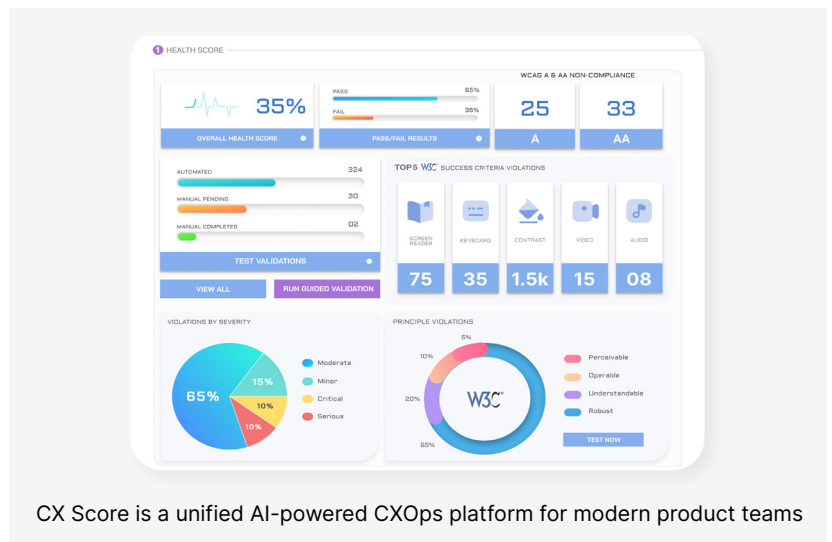 1 HEALTH SCORE
35%
OVERALL HEALTH SCORE
PASS 65%
FAIL 35%
PASS/FAIL RESULTS
WCAG A & AA NON-COMPLIANCE
25 33
A AA
AUTOMATED 324
MANUAL PENDING 30
MANUAL COMPLETED 02
TEST VALIDATIONS
VIEW ALL RUN GUIDED VALIDATION
TOP 5 W3C SUCCESS CRITERIA VIOLATIONS
SCREEN READER KEYBOARD CONTRAST VIDEO AUDIO
75 35 1.5k 15 08
VIOLATIONS BY SEVERITY
65%
15%
10%
10%
Moderate
Minor
Critical
Serious
PRINCIPLE VIOLATIONS
5%
10%
20%
65%
W3C
Perceivable
Operable
Understandable
Robust
TEST NOW
CX Score is a unified AI-powered CXOps platform for modern product teams